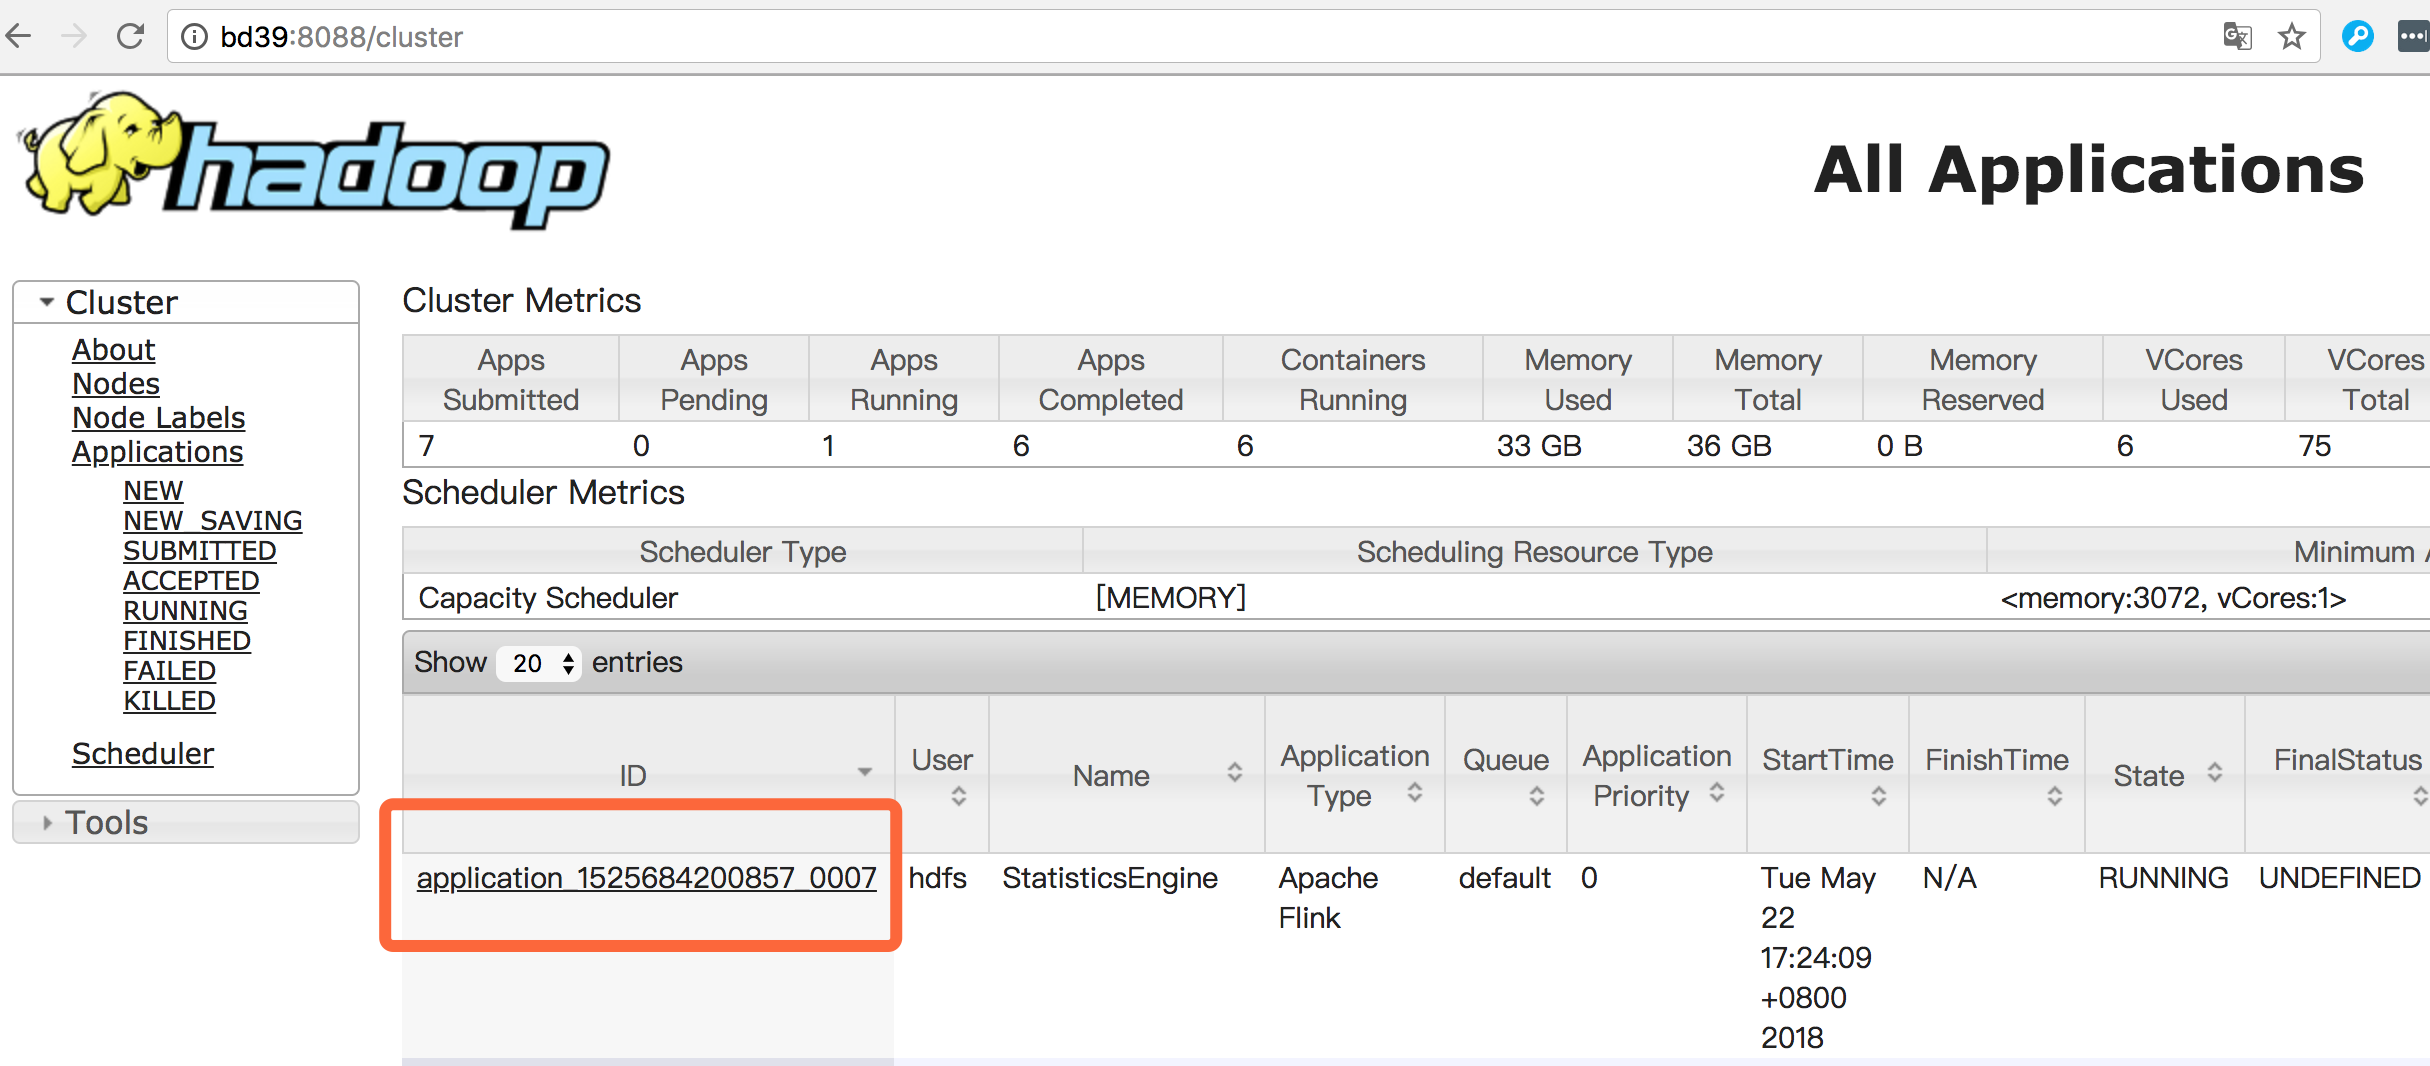 bd39:8088/cluster
hadoop
All Applications
Cluster
About
Nodes
Node Labels
Applications
NEW
NEW_SAVING
SUBMITTED
ACCEPTED
RUNNING
FINISHED
FAILED
KILLED
Scheduler
Tools
Cluster Metrics
Apps Submitted Apps Pending Apps Running Apps Completed Containers Running Memory Used Memory Total Memory Reserved VCores Used VCores Total
7 0 1 6 6 33 GB 36 GB 0 B 6 75
Scheduler Metrics
Scheduler Type Scheduling Resource Type Minimum
Capacity Scheduler [MEMORY] <memory:3072, vCores:1>
Show 20 entries
ID User Name Application Type Queue Application Priority StartTime FinishTime State FinalStatus
application_1525684200857_0007 hdfs StatisticsEngine Apache Flink default 0 Tue May 22 17:24:09 +0800 2018 N/A RUNNING UNDEFINED